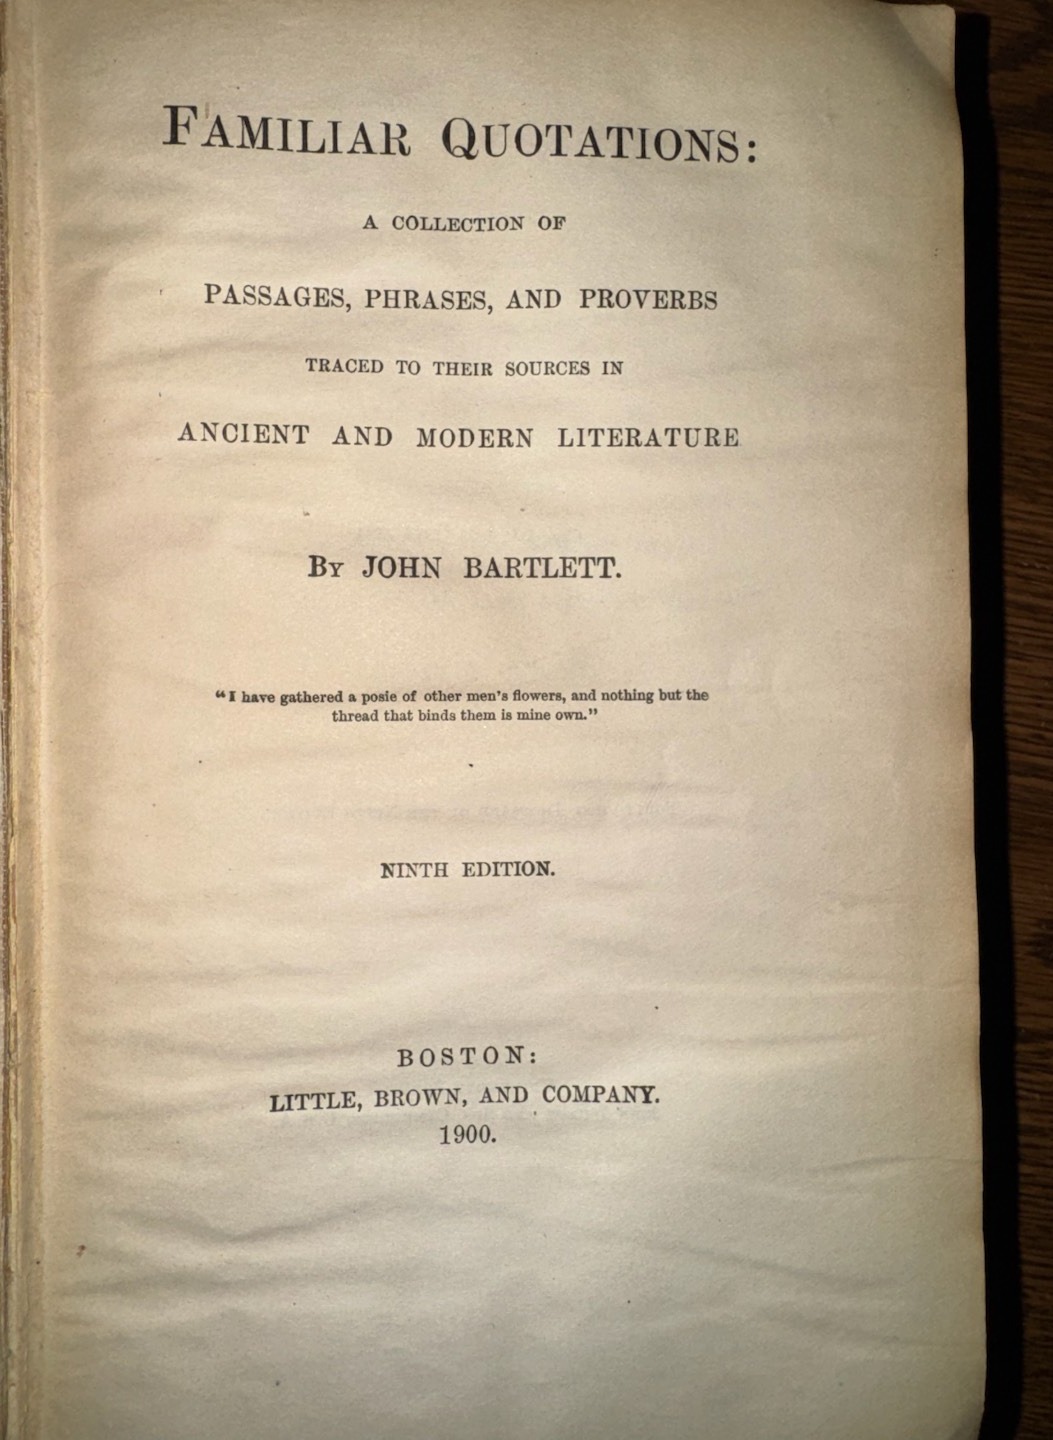 FAMILIAR QUOTATIONS:
A COLLECTION OF
PASSAGES, PHRASES, AND PROVERBS
TRACED TO THEIR SOURCES IN
ANCIENT AND MODERN LITERATURE
BY JOHN BARTLETT.
“I have gathered a posie of other men’s flowers, and nothing but the
thread that binds them is mine own.”
NINTH EDITION.
BOSTON:
LITTLE, BROWN, AND COMPANY.
1900.